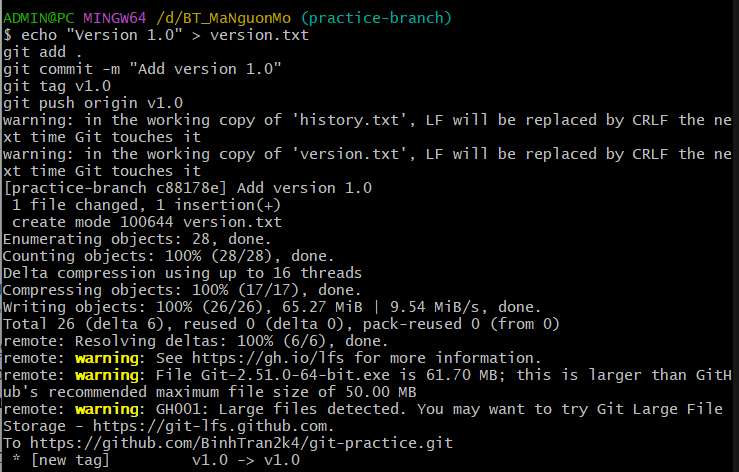 ADMIN@PC MINGW64 /d/BT_MaNguonMo (practice-branch)
$ echo "Version 1.0" > version.txt
git add .
git commit -m "Add version 1.0"
git tag v1.0
git push origin v1.0
warning: in the working copy of 'history.txt', LF will be replaced by CRLF the ne
xt time Git touches it
warning: in the working copy of 'version.txt', LF will be replaced by CRLF the ne
xt time Git touches it
[practice-branch c88178e] Add version 1.0
 1 file changed, 1 insertion(+)
 create mode 100644 version.txt
Enumerating objects: 28, done.
Counting objects: 100% (28/28), done.
Delta compression using up to 16 threads
Compressing objects: 100% (17/17), done.
Writing objects: 100% (26/26), 65.27 MiB | 9.54 MiB/s, done.
Total 26 (delta 6), reused 0 (delta 0), pack-reused 0 (from 0)
remote: Resolving deltas: 100% (6/6), done.
remote: warning: See https://gh.io/lfs for more information.
remote: warning: File Git-2.51.0-64-bit.exe is 61.70 MB; this is larger than GitH
ub's recommended maximum file size of 50.00 MB
remote: warning: GH001: Large files detected. You may want to try Git Large File
Storage - https://git-lfs.github.com.
To https://github.com/BinhTran2k4/git-practice.git
 * [new tag]         v1.0 -> v1.0